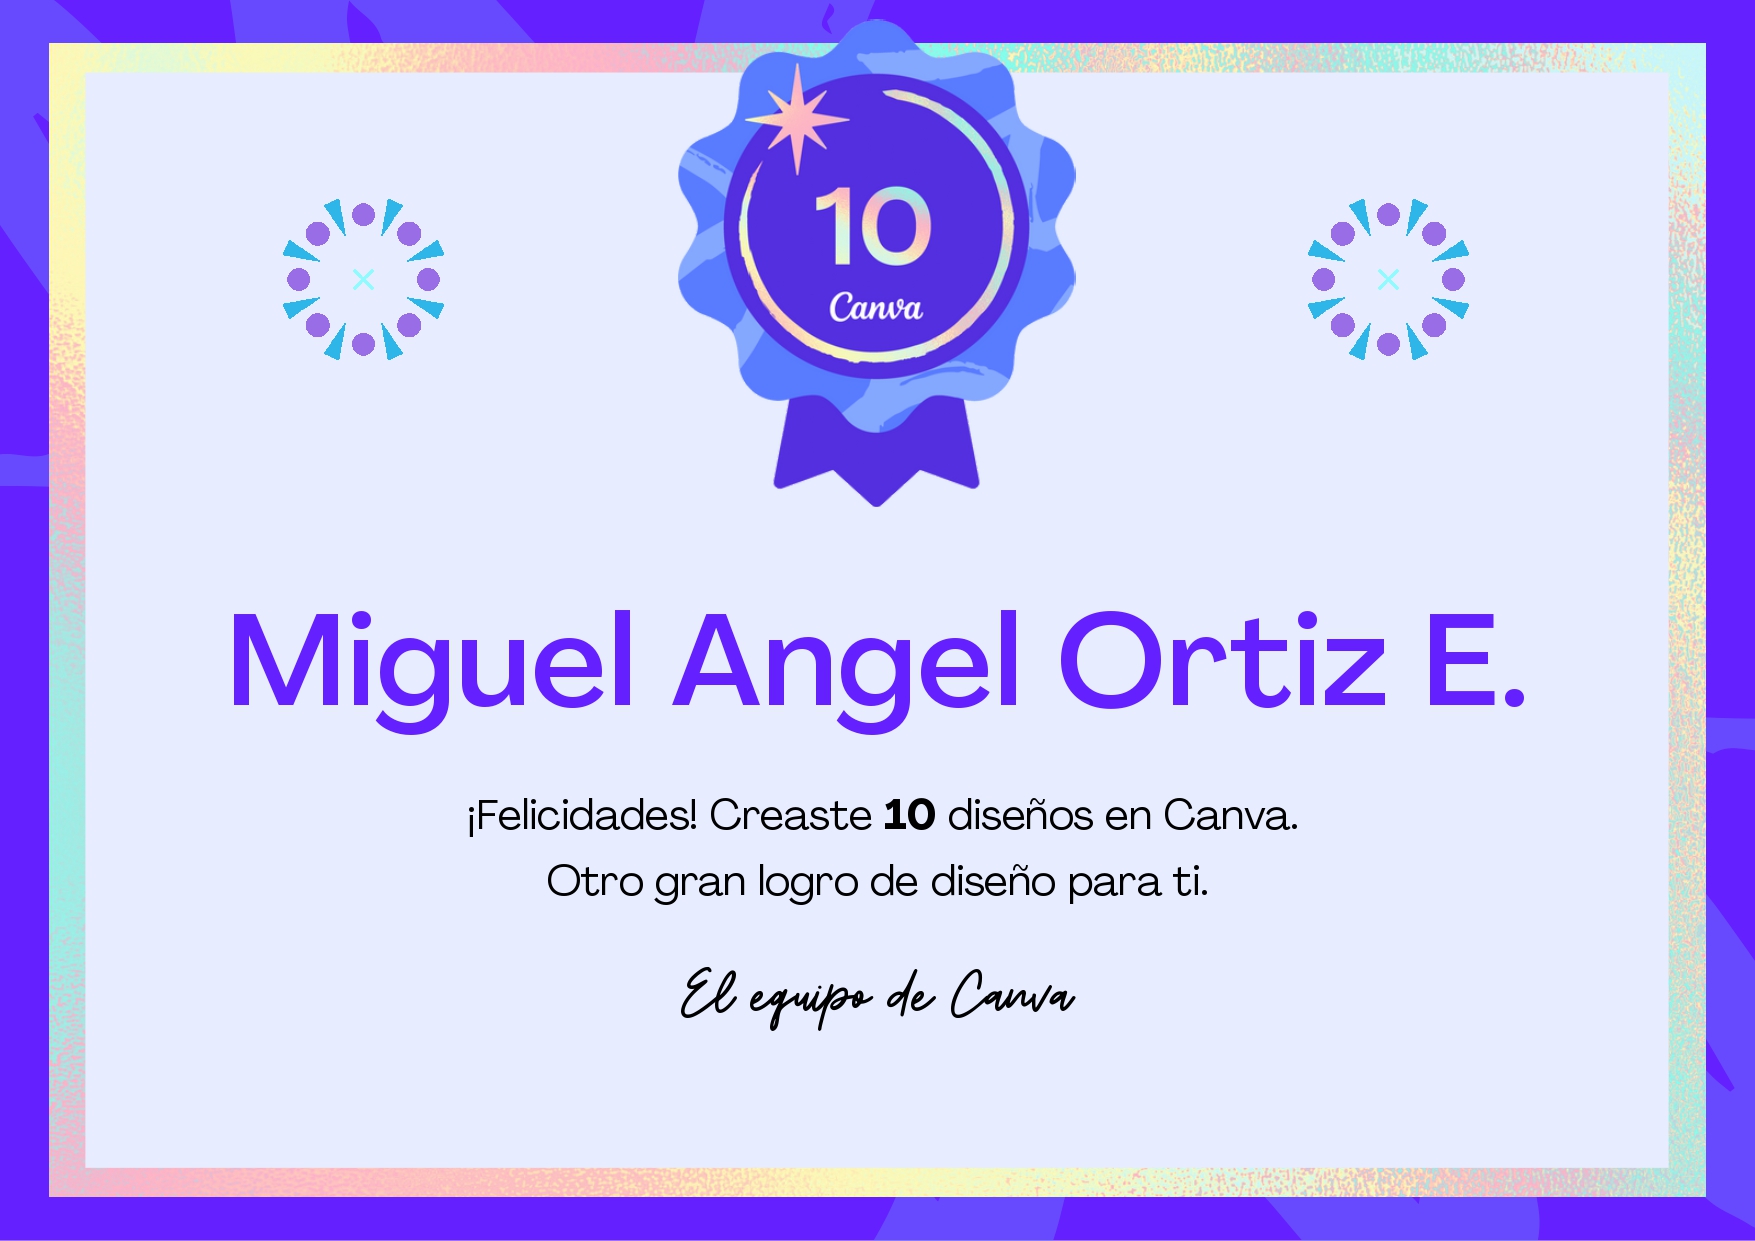 10
Canva
Miguel Angel Ortiz E.
¡Felicidades! Creaste 10 diseños en Canva.
Otro gran logro de diseño para ti.
El equipo de Canva